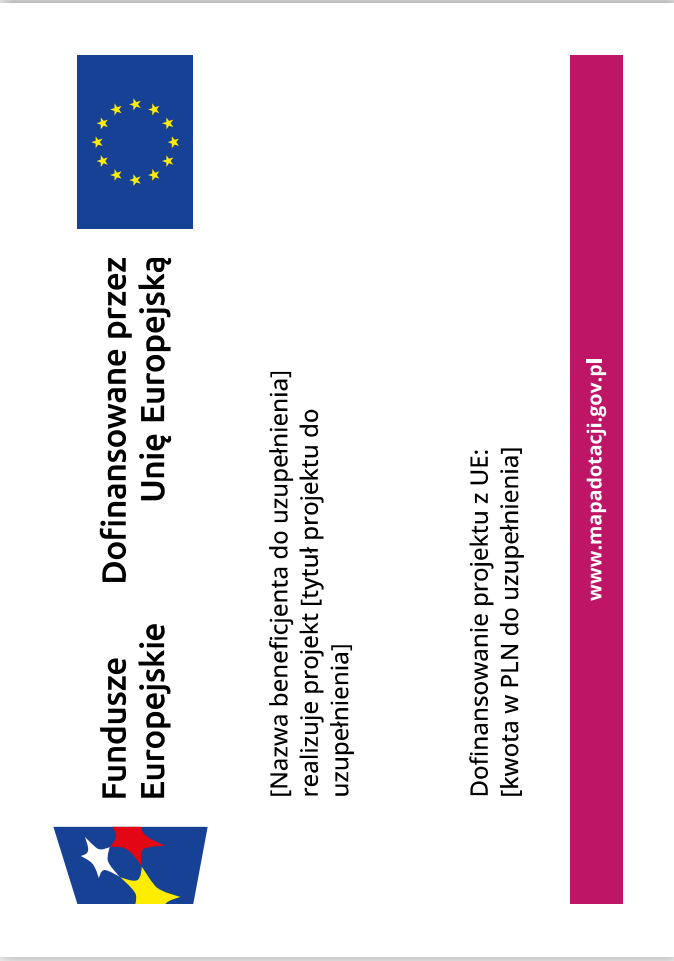 Fundusze
Europejskie
Dofinansowane przez
Unię Europejską
[Nazwa beneficjenta do uzupełnienia]
realizuje projekt [tytuł projektu do
uzupełnienia]
Dofinansowanie projektu z UE:
[kwota w PLN do uzupełnienia]
www.mapadotacji.gov.pl